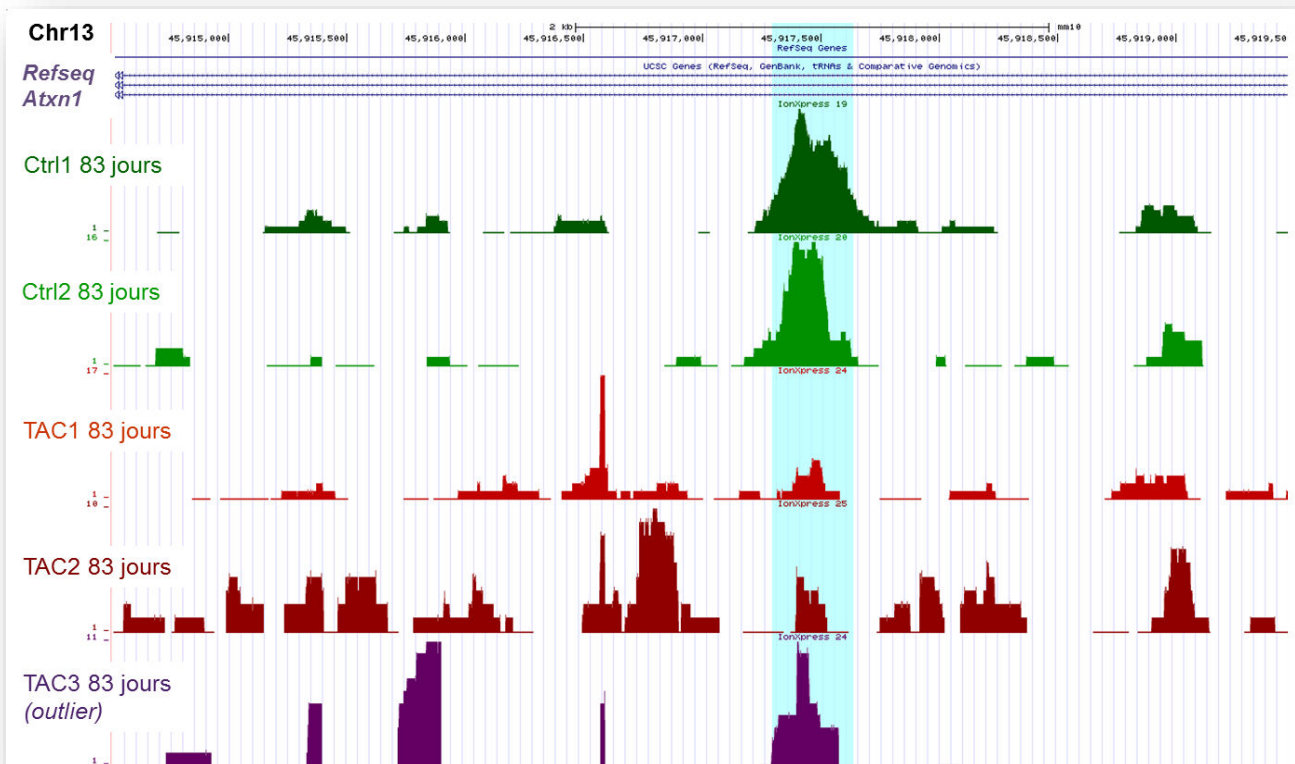 Chr13
2 kb mm10
45,915,000 45,915,500 45,916,000 45,916,500 45,917,000 45,917,500 45,918,000 45,918,500 45,919,000 45,919,50
RefSeq Genes
UCSC Genes (RefSeq, GenBank, tRNAs & Comparative Genomics)
Refseq
Atxn1
IonXpress 19
Ctrl1 83 jours
1
16
IonXpress 20
Ctrl2 83 jours
1
17
IonXpress 24
TAC1 83 jours
1
10
IonXpress 25
TAC2 83 jours
1
11
IonXpress 24
TAC3 83 jours
(outlier)
1